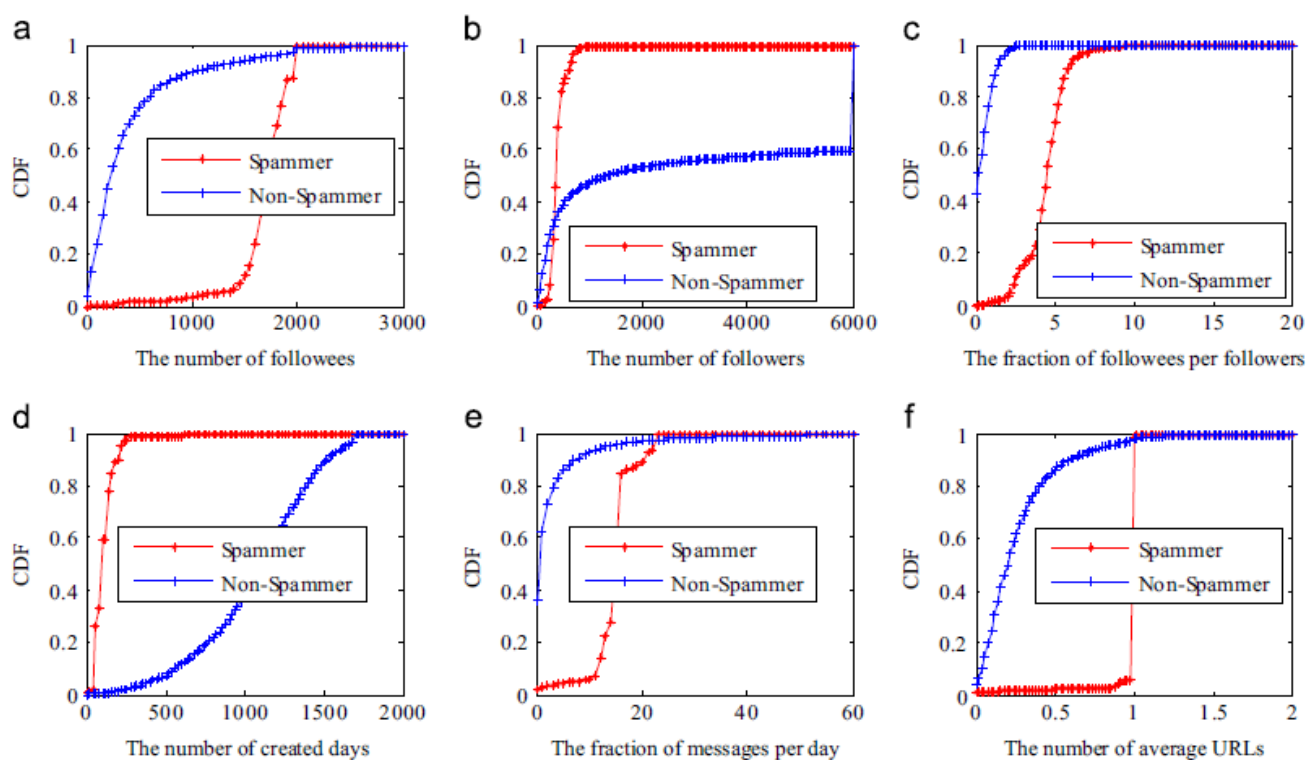 a
1
0.8
0.6
0.4
0.2
0
CDF
Spammer
Non-Spammer
0 1000 2000 3000
The number of followees
b
1
0.8
0.6
0.4
0.2
0
CDF
Spammer
Non-Spammer
0 2000 4000 6000
The number of followers
c
1
0.8
0.6
0.4
0.2
0
CDF
Spammer
Non-Spammer
0 5 10 15 20
The fraction of followees per followers
d
1
0.8
0.6
0.4
0.2
0
CDF
Spammer
Non-Spammer
0 500 1000 1500 2000
The number of created days
e
1
0.8
0.6
0.4
0.2
0
CDF
Spammer
Non-Spammer
0 20 40 60
The fraction of messages per day
f
1
0.8
0.6
0.4
0.2
0
CDF
Spammer
Non-Spammer
0 0.5 1 1.5 2
The number of average URLs